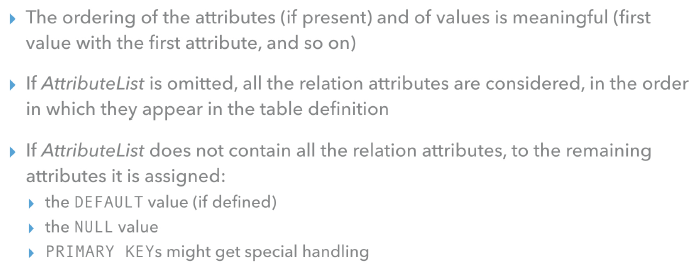 The ordering of the attributes (if present) and of values is meaningful (first
value with the first attribute, and so on)
If AttributeList is omitted, all the relation attributes are considered, in the order
in which they appear in the table definition
If AttributeList does not contain all the relation attributes, to the remaining
attributes it is assigned:
the DEFAULT value (if defined)
the NULL value
PRIMARY KEYs might get special handling